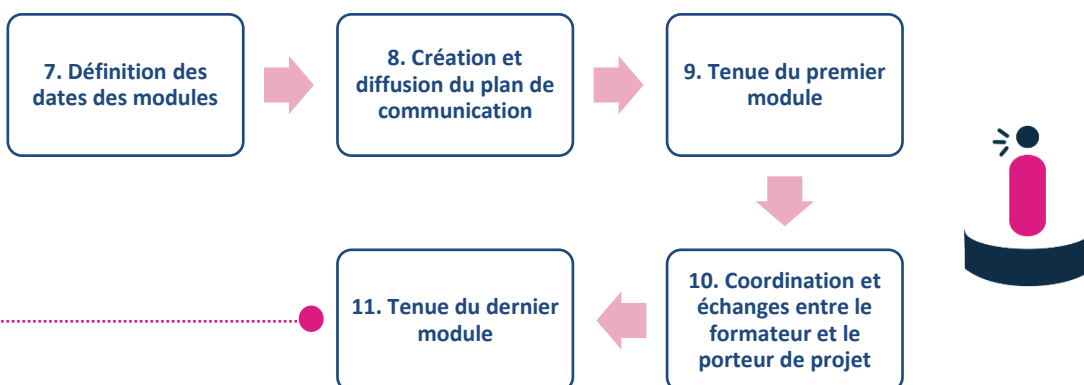 7. Définition des
dates des modules
8. Création et
diffusion du plan de
communication
9. Tenue du premier
module
10. Coordination et
échanges entre le
formateur et le
porteur de projet
11. Tenue du dernier
module